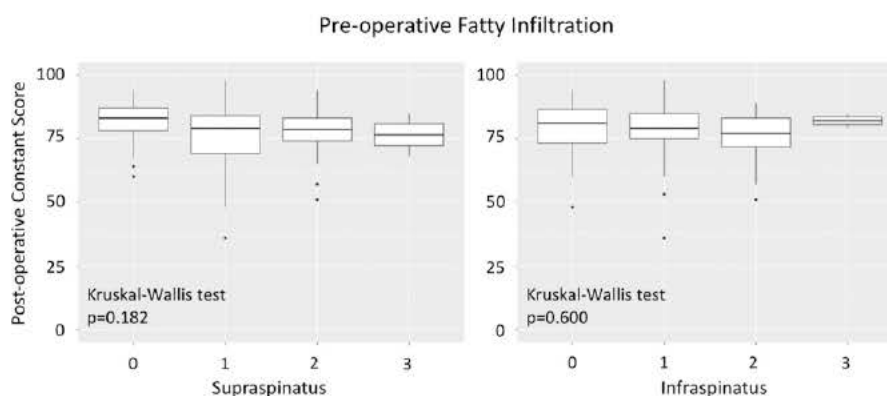 Pre-operative Fatty Infiltration
Post-operative Constant Score
100
75
50
25
0
Kruskal-Wallis test
p=0.182
0 1 2 3
Supraspinatus
100
75
50
25
0
Kruskal-Wallis test
p=0.600
0 1 2 3
Infraspinatus